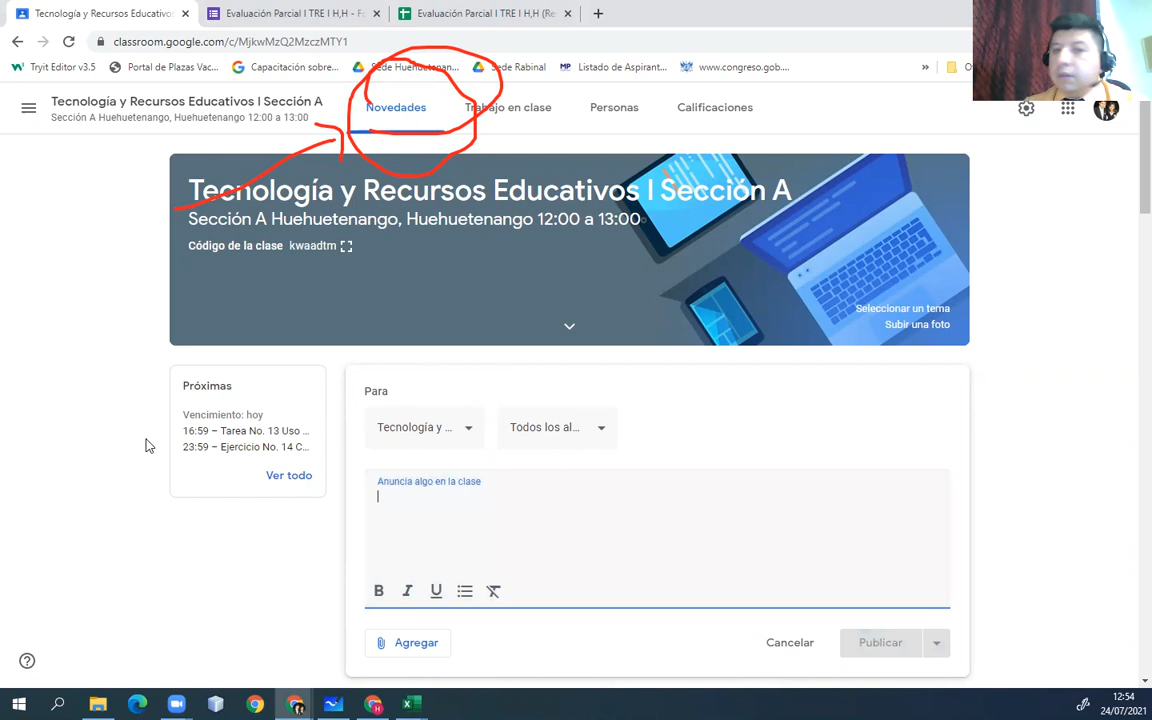 Tecnología y Recursos Educativos
Evaluación Parcial I TRE I H,H - Fo
Evaluación Parcial I TRE I H,H (Re
classroom.google.com/c/MjkwMzQ2MzczMTY1
Tryit Editor v3.5
Portal de Plazas Vac...
Capacitación sobre...
Sede Huehuetenan...
Sede Rabinal
MP Listado de Aspirant...
www.congreso.gob....
»
Tecnología y Recursos Educativos I Sección A
Sección A Huehuetenango, Huehuetenango 12:00 a 13:00
Novedades
Trabajo en clase
Personas
Calificaciones
Tecnología y Recursos Educativos I Sección A
Sección A Huehuetenango, Huehuetenango 12:00 a 13:00
Código de la clase kwaadtm
Seleccionar un tema
Subir una foto
Próximas
Vencimiento: hoy
16:59 – Tarea No. 13 Uso ...
23:59 – Ejercicio No. 14 C...
Ver todo
Para
Tecnología y ...
Todos los al...
Anuncia algo en la clase
B I U
Agregar
Cancelar
Publicar
12:54
24/07/2021